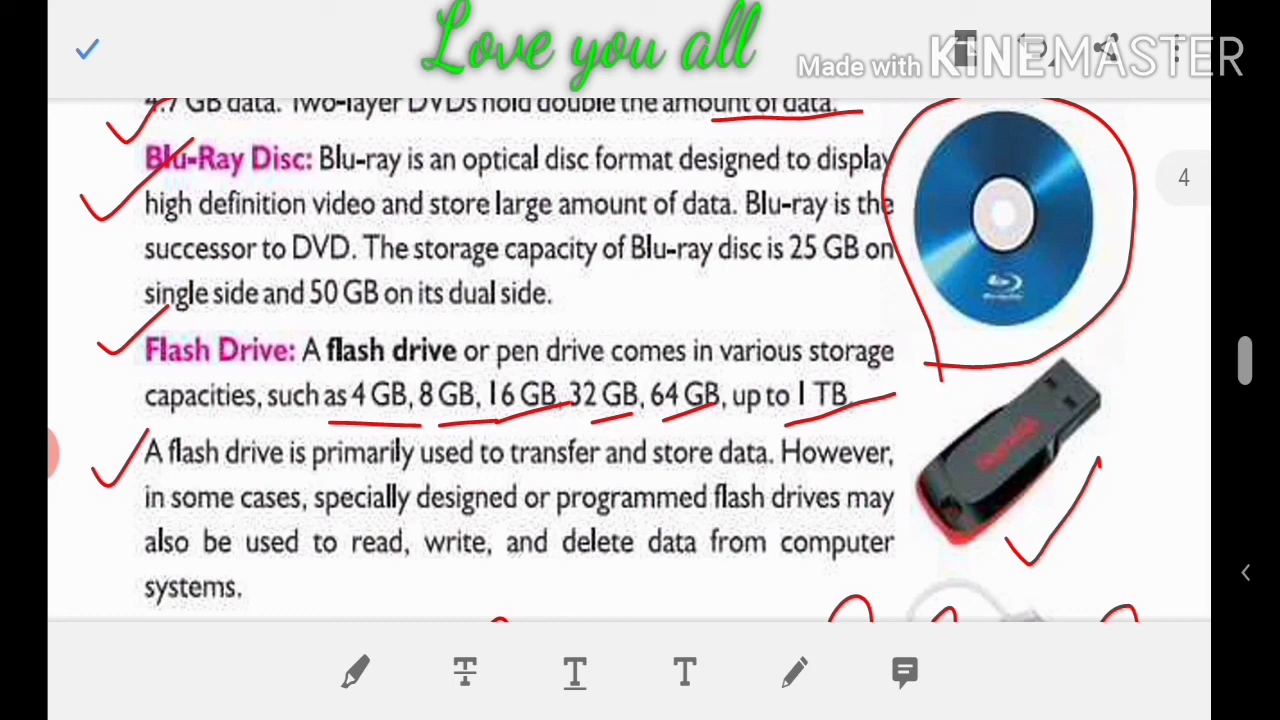 Love you all
Made with KINEMASTER
4.7 GB data. Two-layer DVDs hold double the amount of data.
Blu-Ray Disc: Blu-ray is an optical disc format designed to display
high definition video and store large amount of data. Blu-ray is the
successor to DVD. The storage capacity of Blu-ray disc is 25 GB on
single side and 50 GB on its dual side.
4
Flash Drive: A flash drive or pen drive comes in various storage
capacities, such as 4 GB, 8 GB, 16 GB, 32 GB, 64 GB, up to 1 TB.
A flash drive is primarily used to transfer and store data. However,
in some cases, specially designed or programmed flash drives may
also be used to read, write, and delete data from computer
systems.